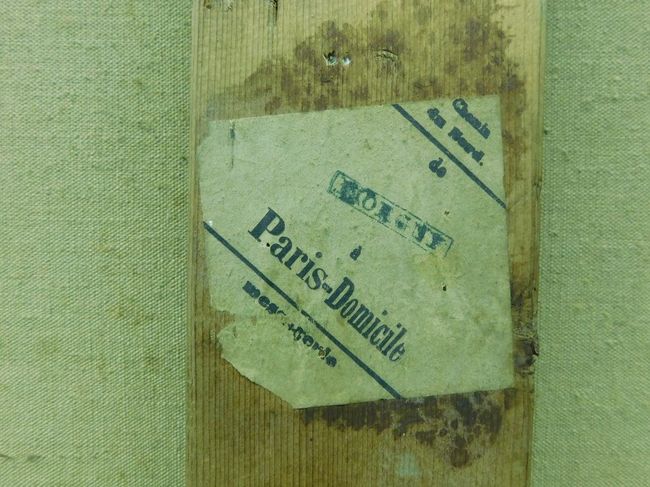 Chemin
du Nord.
de
à
Paris-Domicile